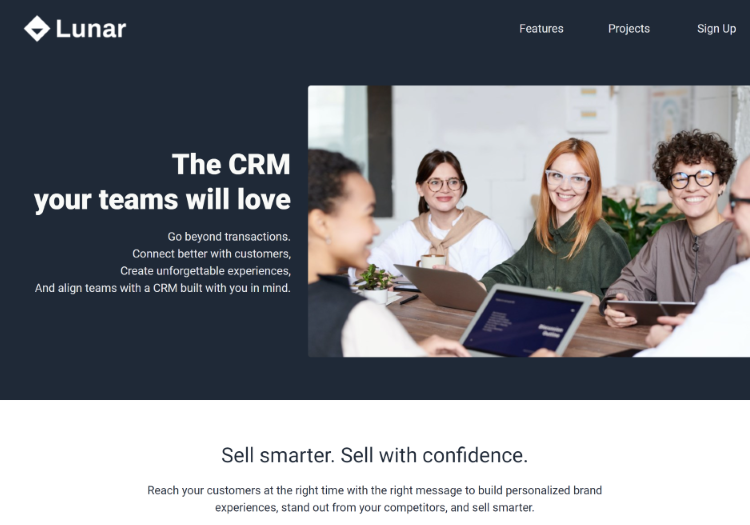 Lunar
Features
Projects
Sign Up
The CRM
your teams will love
Go beyond transactions.
Connect better with customers,
Create unforgettable experiences,
And align teams with a CRM built with you in mind.
Discussion
Outline
Sell smarter. Sell with confidence.
Reach your customers at the right time with the right message to build personalized brand
experiences, stand out from your competitors, and sell smarter.